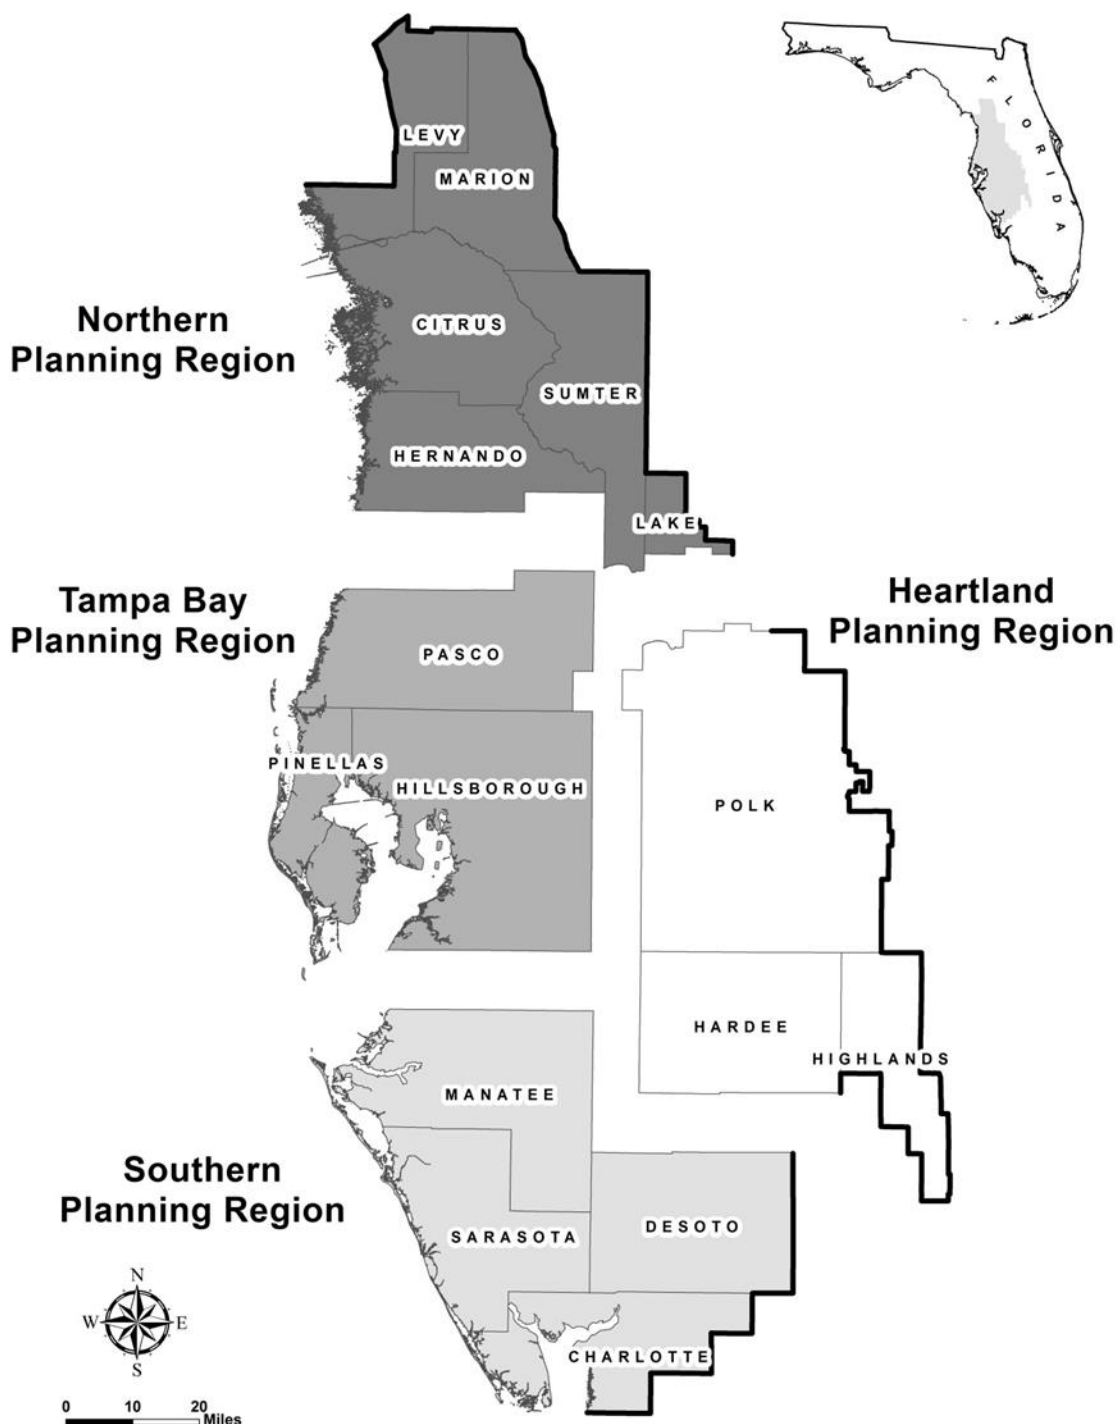 FLORIDA
LEVY
MARION
Northern
Planning Region
CITRUS
SUMTER
HERNANDO
LAKE
Tampa Bay
Planning Region
Heartland
Planning Region
PASCO
PINELLAS
HILLSBOROUGH
POLK
HARDEE
HIGHLANDS
MANATEE
Southern
Planning Region
SARASOTA
DESOTO
CHARLOTTE
N
W E
S
0 10 20
Miles